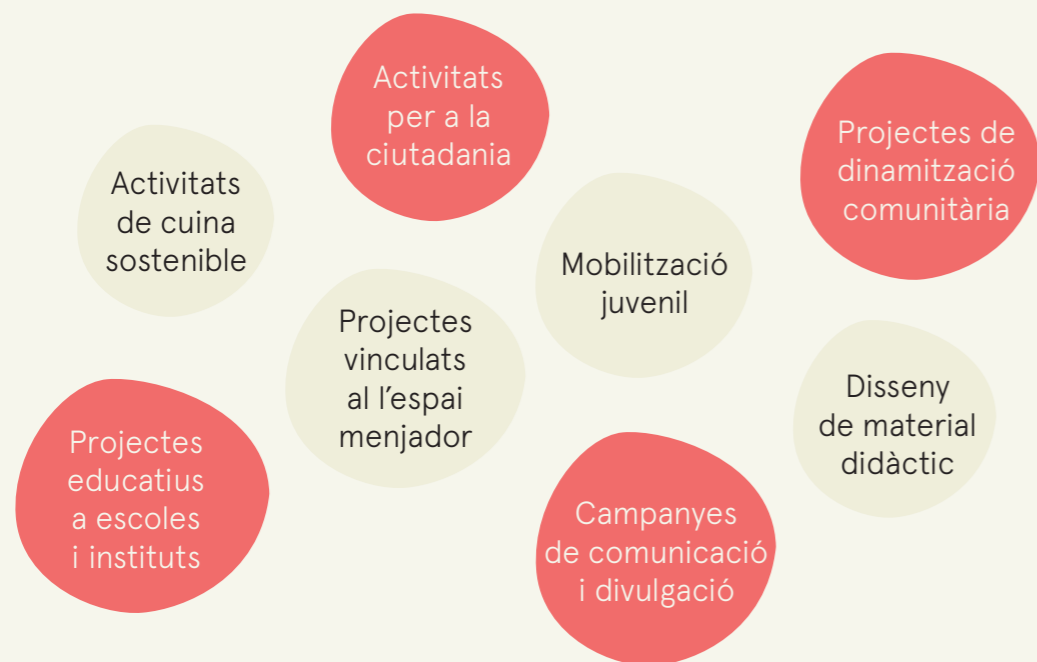 Activitats
per a la
ciutadania
Projectes de
dinamització
comunitària
Activitats
de cuina
sostenible
Mobilització
juvenil
Projectes
vinculats
al l’espai
menjador
Disseny
de material
didàctic
Projectes
educatius
a escoles
i instituts
Campanyes
de comunicació
i divulgació